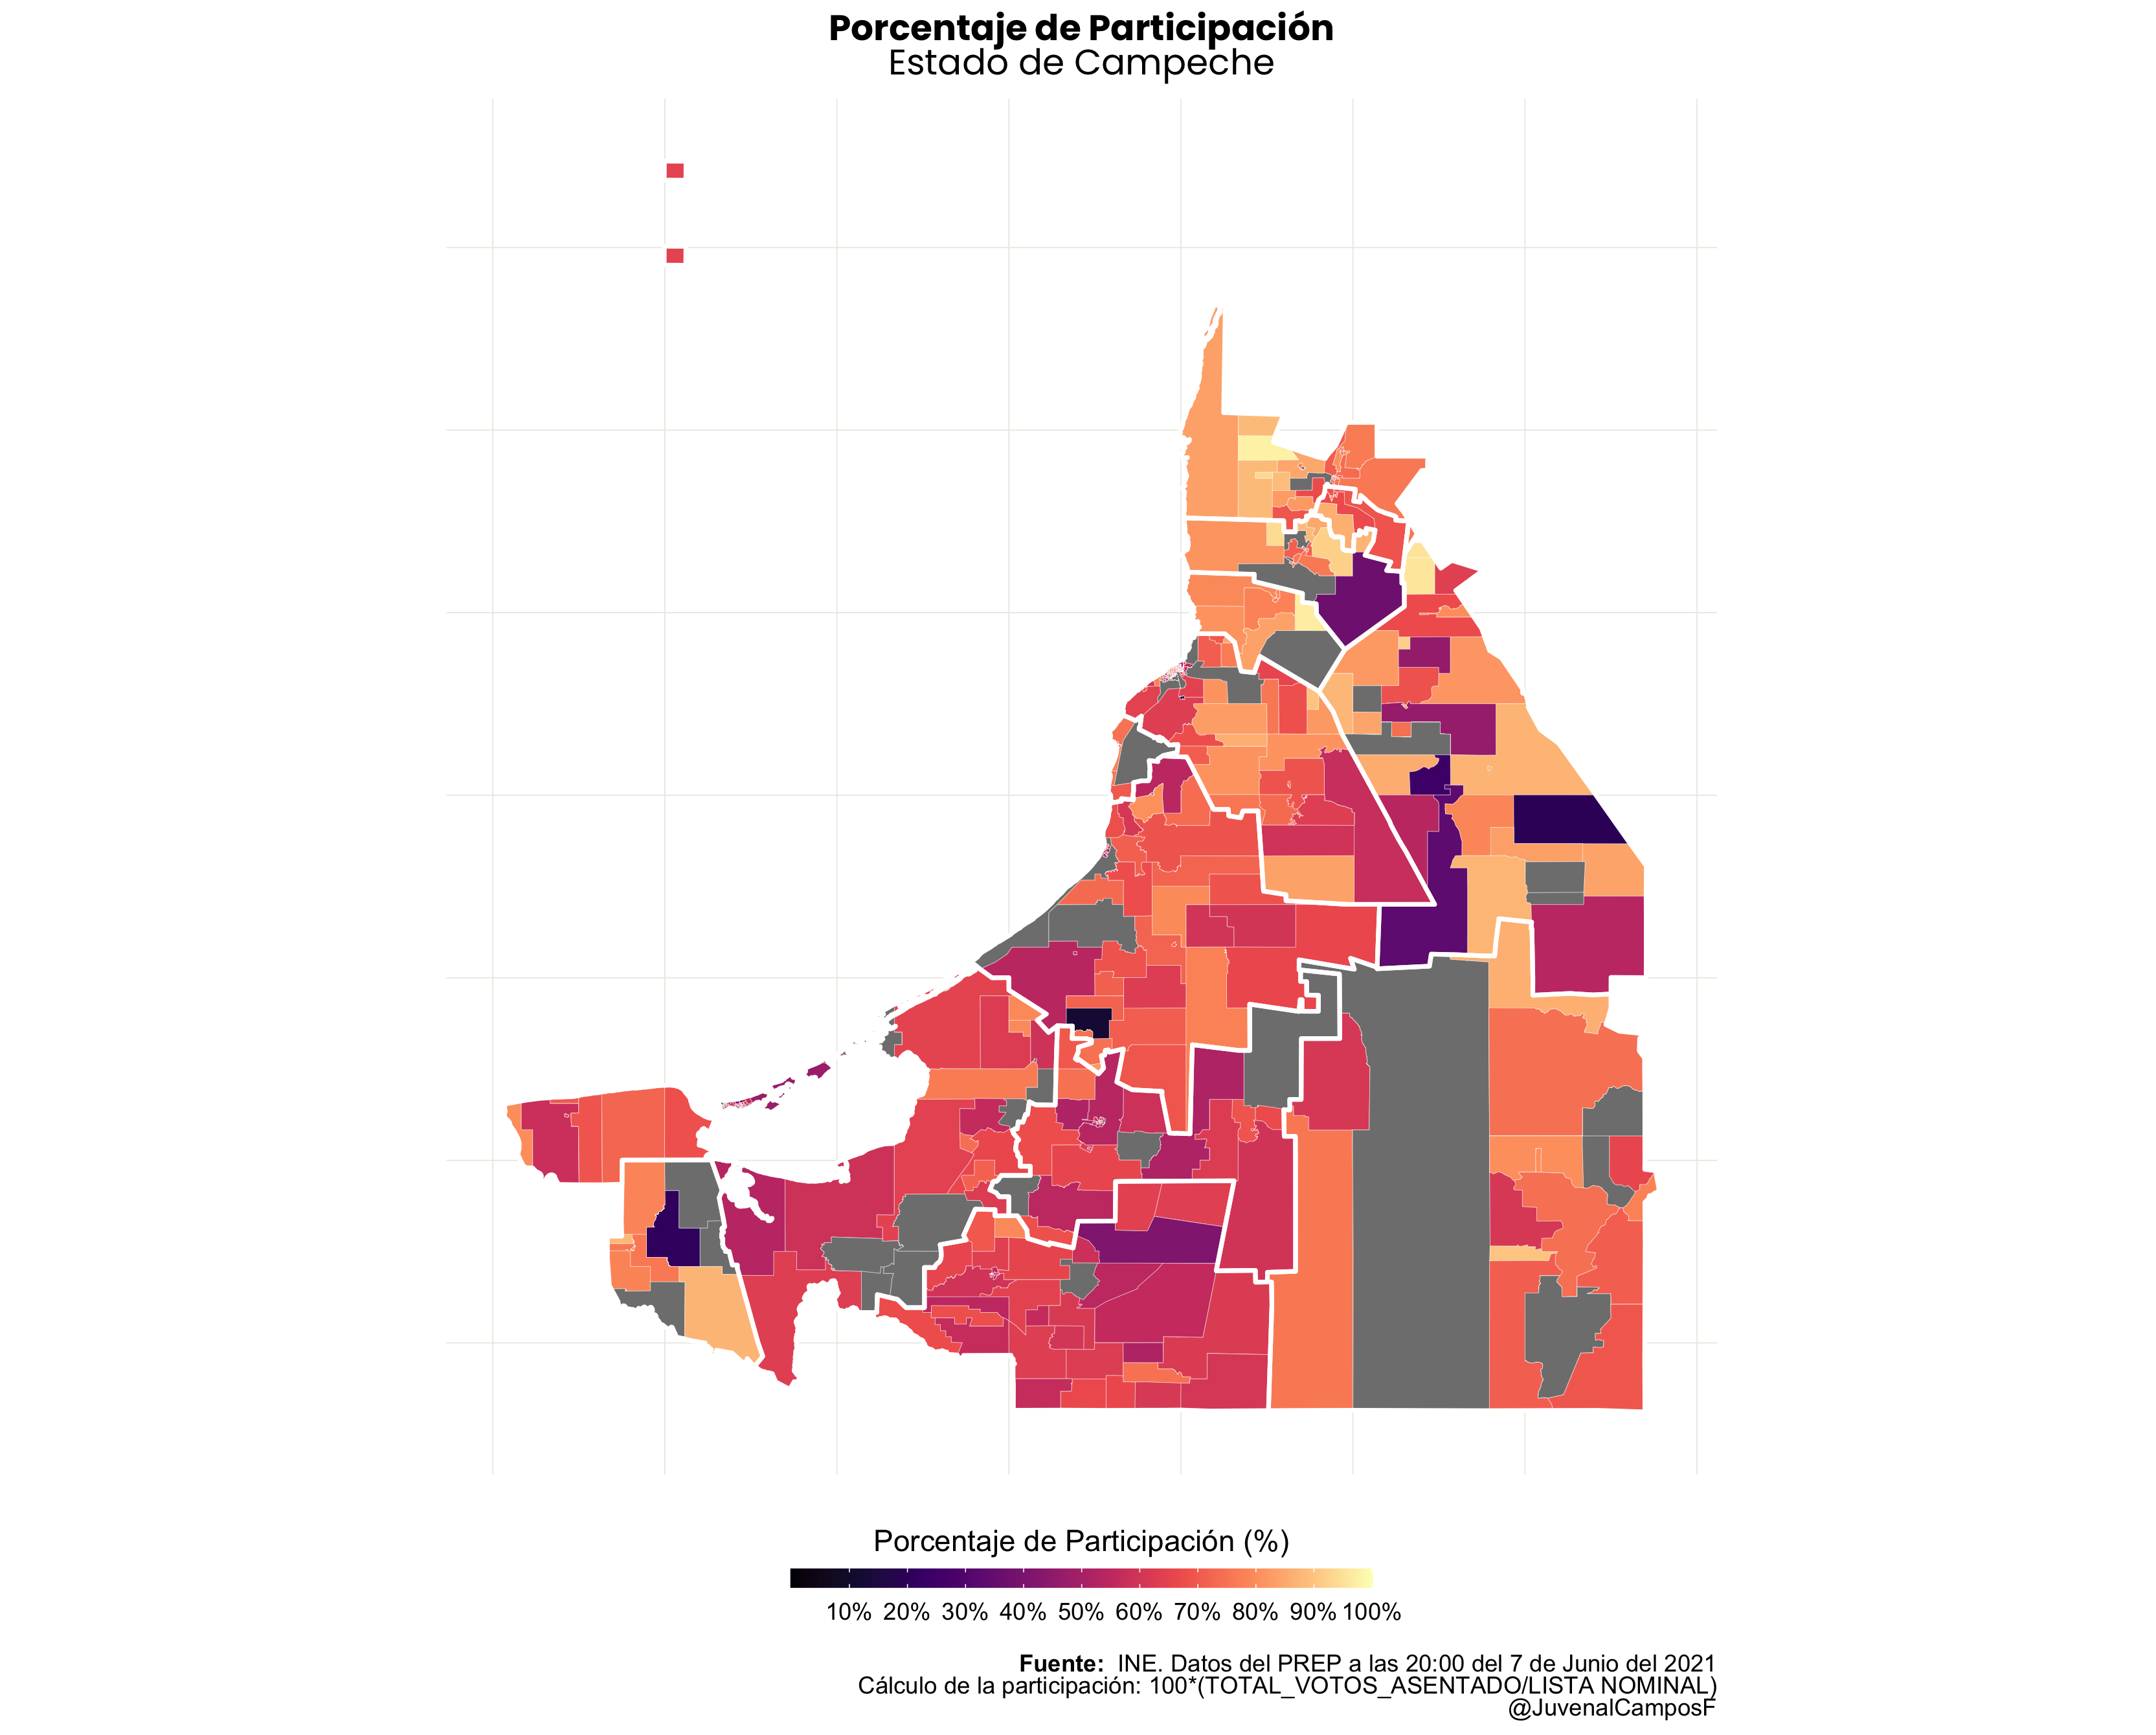 Porcentaje de Participación
Estado de Campeche
Porcentaje de Participación (%)
10% 20% 30% 40% 50% 60% 70% 80% 90% 100%
Fuente: INE. Datos del PREP a las 20:00 del 7 de Junio del 2021
Cálculo de la participación: 100*(TOTAL_VOTOS_ASENTADO/LISTA NOMINAL)
@JuvenalCamposF